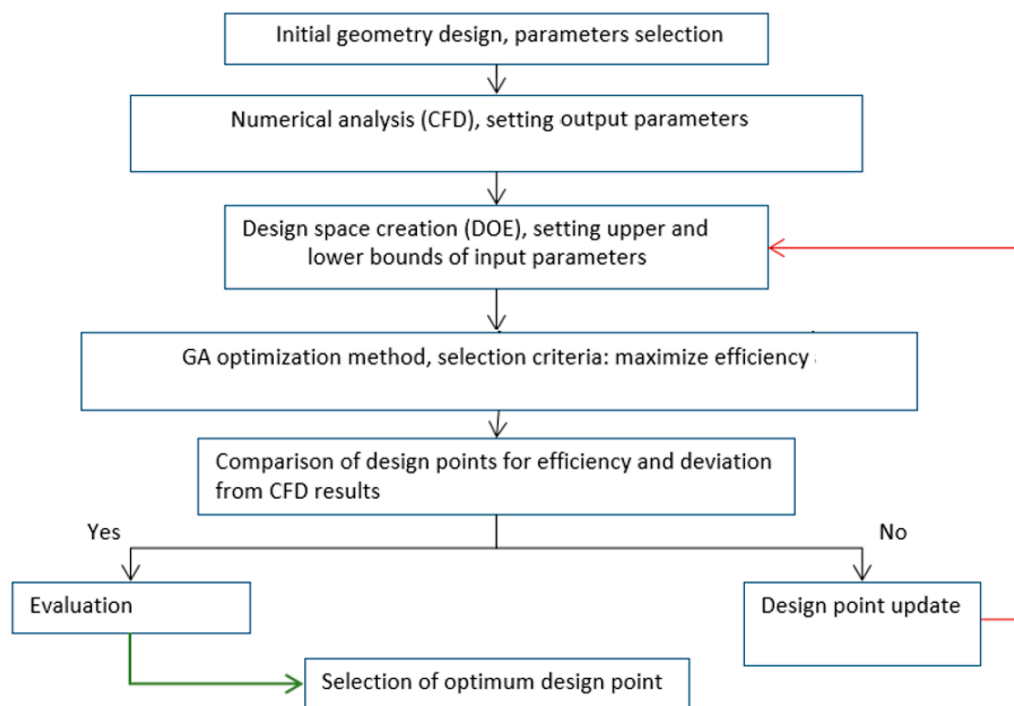 Initial geometry design, parameters selection
Numerical analysis (CFD), setting output parameters
Design space creation (DOE), setting upper and
lower bounds of input parameters
GA optimization method, selection criteria: maximize efficiency
Comparison of design points for efficiency and deviation
from CFD results
Yes
No
Evaluation
Design point update
Selection of optimum design point